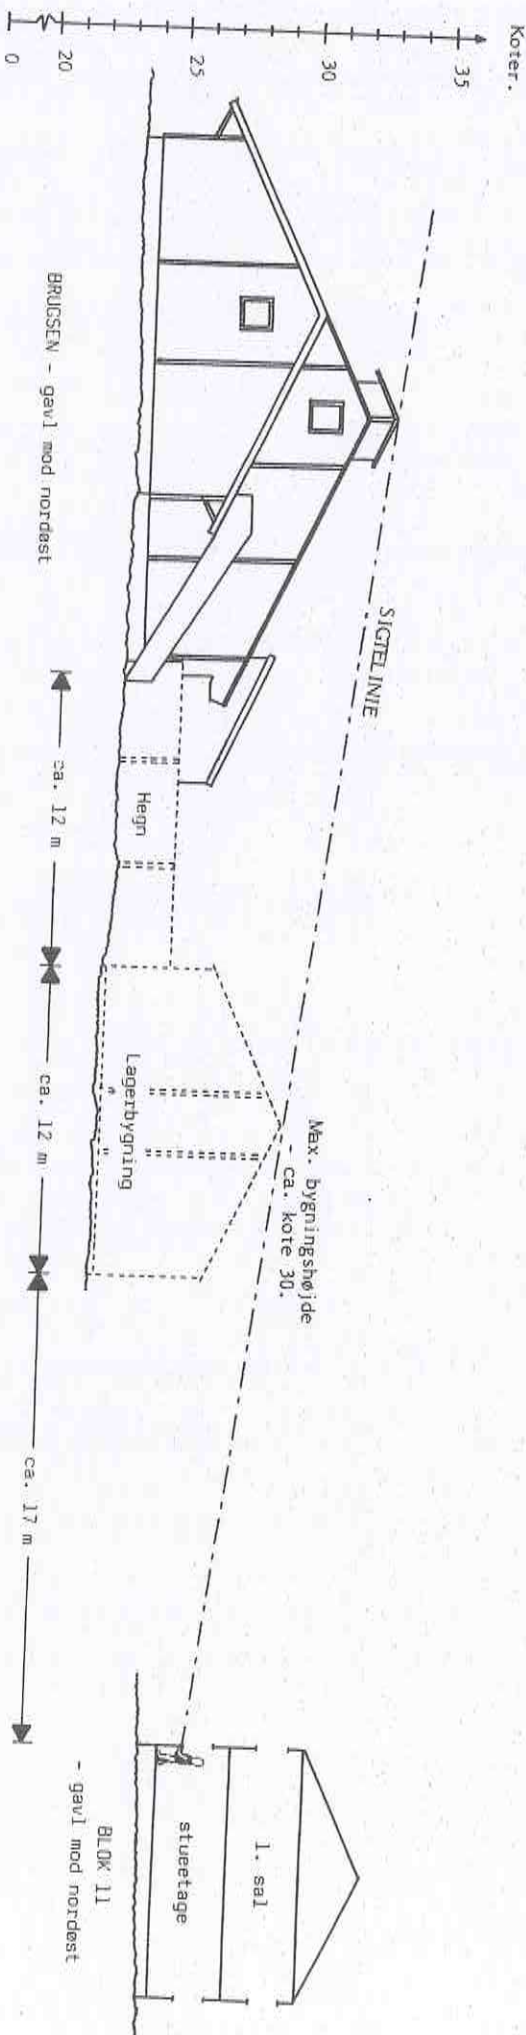 Koter.
35
30
25
20
0
SIGTELINIE
BRUGSEN - gavl mod nordøst
Hegn
Lagerbygning
Max. bygningshøjde
- ca. kote 30.
ca. 12 m
ca. 12 m
ca. 17 m
1. sal
stueetage
BLOK 11
- gavl mod nordøst